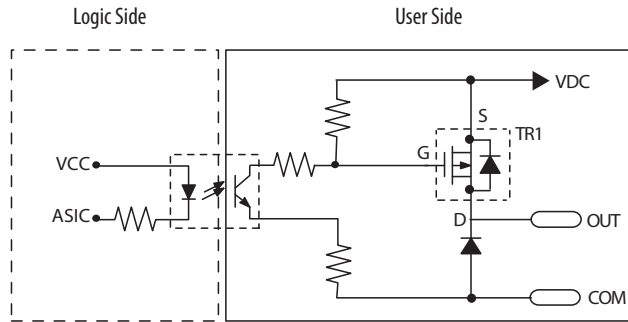 Logic Side
User Side
VDC
S
TR1
G
VCC
ASIC
D
OUT
COM